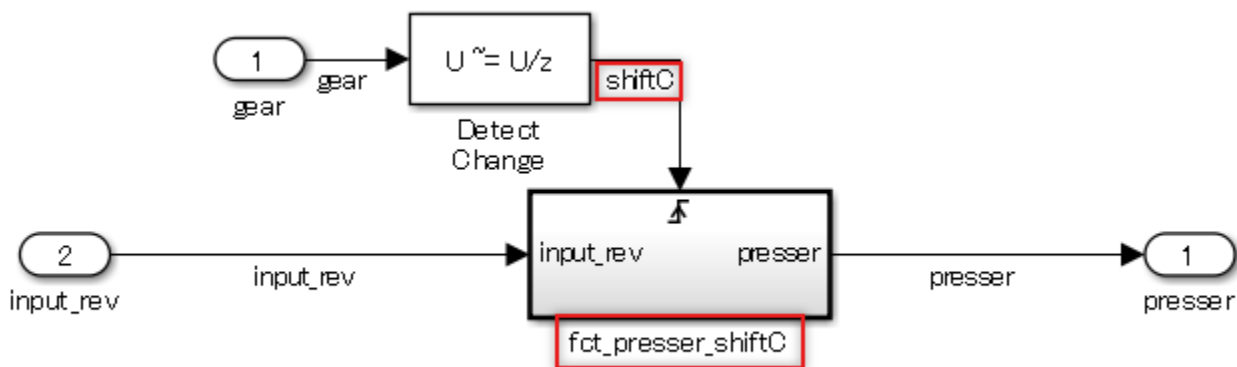 1
gear
gear
U ~= U/z
shiftC
Detect
Change
2
input_rev
input_rev
input_rev
presser
fct_presser_shiftC
presser
1
presser